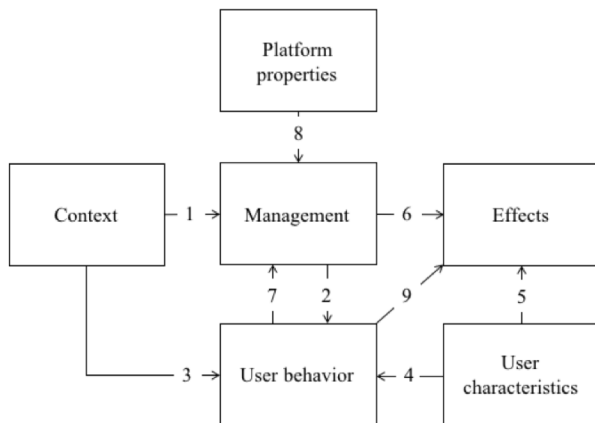 Platform
properties
8
Context
1
Management
6
Effects
7
2
9
5
3
User behavior
4
User
characteristics